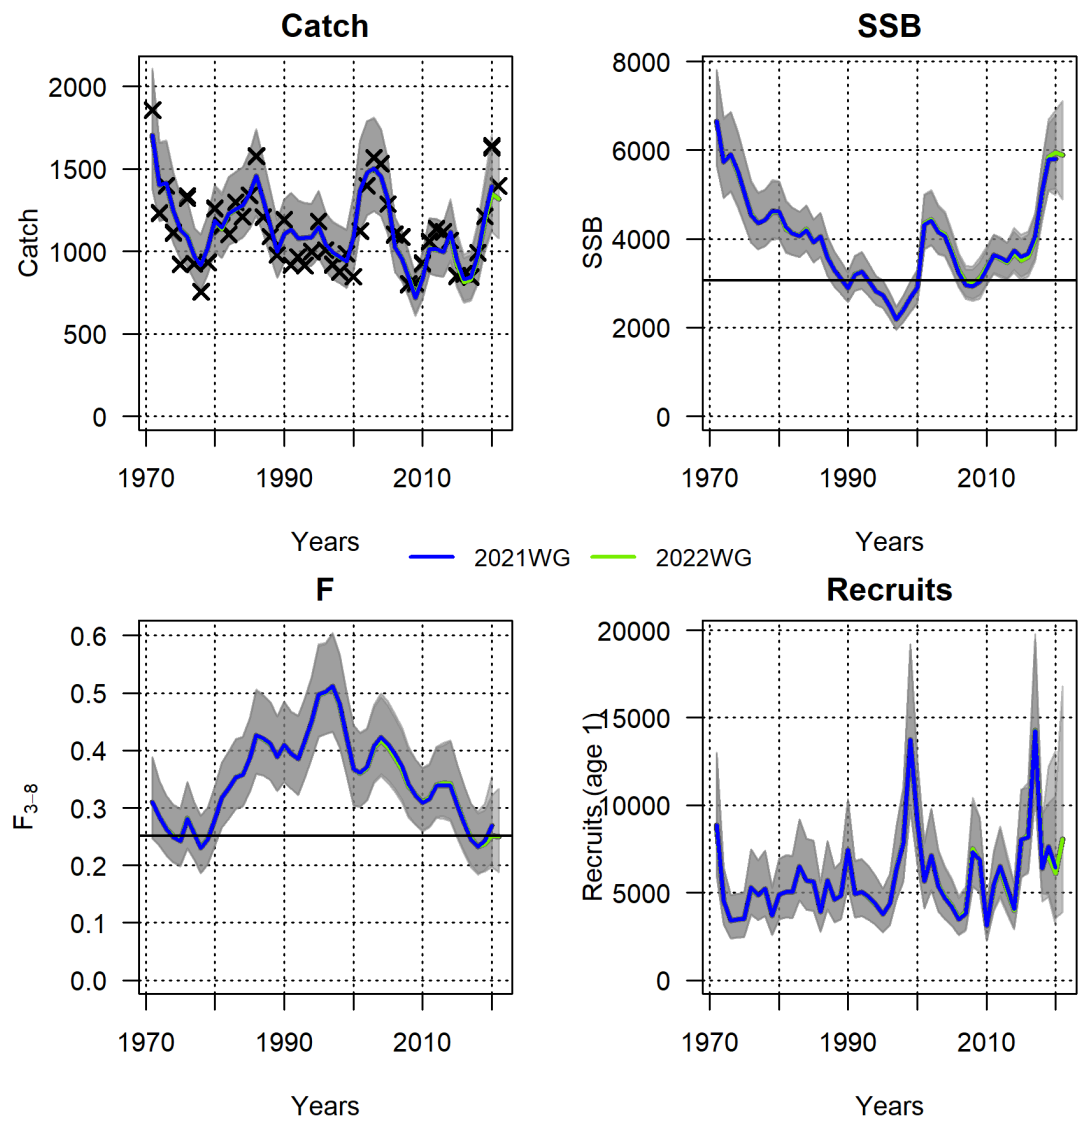 Catch
SSB
Catch
2000
1500
1000
500
0
1970
1990
2010
Years
SSB
8000
6000
4000
2000
0
1970
1990
2010
Years
2021WG
2022WG
F
Recruits
F3–8
0.6
0.5
0.4
0.3
0.2
0.1
0.0
1970
1990
2010
Years
Recruits (age 1)
20000
15000
10000
5000
0
1970
1990
2010
Years